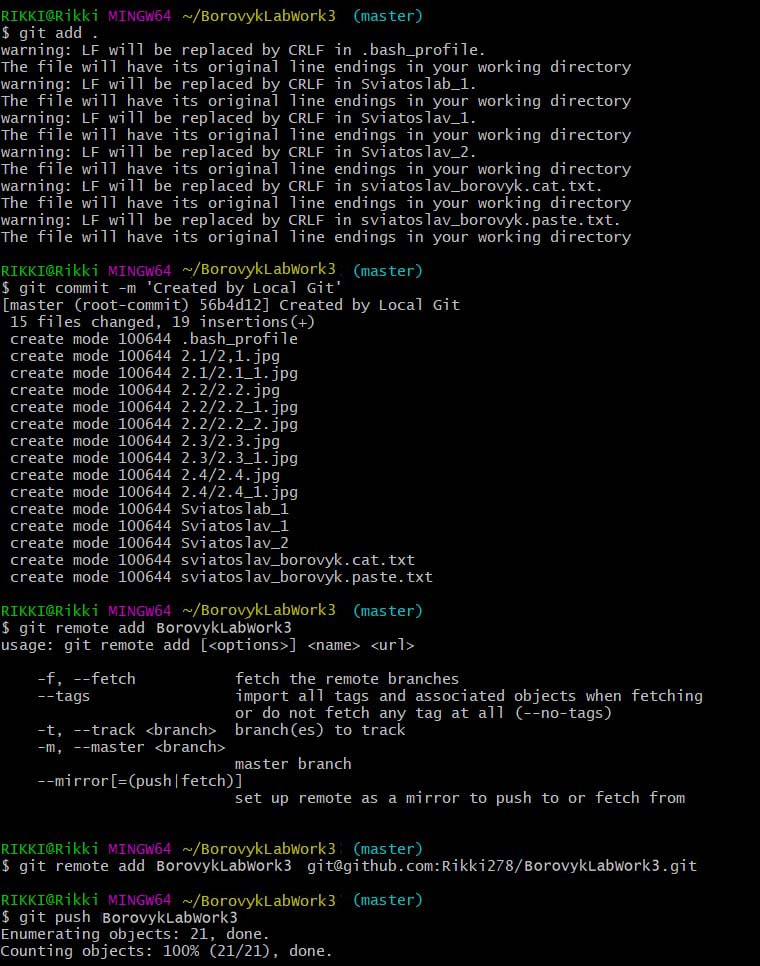 RIKKI@Rikki MINGW64 ~/BorovykLabWork3 (master)
$ git add .
warning: LF will be replaced by CRLF in .bash_profile.
The file will have its original line endings in your working directory
warning: LF will be replaced by CRLF in Sviatoslab_1.
The file will have its original line endings in your working directory
warning: LF will be replaced by CRLF in Sviatoslav_1.
The file will have its original line endings in your working directory
warning: LF will be replaced by CRLF in Sviatoslav_2.
The file will have its original line endings in your working directory
warning: LF will be replaced by CRLF in sviatoslav_borovyk.cat.txt.
The file will have its original line endings in your working directory
warning: LF will be replaced by CRLF in sviatoslav_borovyk.paste.txt.
The file will have its original line endings in your working directory
RIKKI@Rikki MINGW64 ~/BorovykLabWork3 (master)
$ git commit -m 'Created by Local Git'
[master (root-commit) 56b4d12] Created by Local Git
15 files changed, 19 insertions(+)
create mode 100644 .bash_profile
create mode 100644 2.1/2,1.jpg
create mode 100644 2.1/2.1_1.jpg
create mode 100644 2.2/2.2.jpg
create mode 100644 2.2/2.2_1.jpg
create mode 100644 2.2/2.2_2.jpg
create mode 100644 2.3/2.3.jpg
create mode 100644 2.3/2.3_1.jpg
create mode 100644 2.4/2.4.jpg
create mode 100644 2.4/2.4_1.jpg
create mode 100644 Sviatoslab_1
create mode 100644 Sviatoslav_1
create mode 100644 Sviatoslav_2
create mode 100644 sviatoslav_borovyk.cat.txt
create mode 100644 sviatoslav_borovyk.paste.txt
RIKKI@Rikki MINGW64 ~/BorovykLabWork3 (master)
$ git remote add BorovykLabWork3
usage: git remote add [<options>] <name> <url>
-f, --fetch fetch the remote branches
--tags import all tags and associated objects when fetching
or do not fetch any tag at all (--no-tags)
-t, --track <branch> branch(es) to track
-m, --master <branch>
master branch
--mirror[=(push|fetch)]
set up remote as a mirror to push to or fetch from
RIKKI@Rikki MINGW64 ~/BorovykLabWork3 (master)
$ git remote add BorovykLabWork3 git@github.com:Rikki278/BorovykLabWork3.git
RIKKI@Rikki MINGW64 ~/BorovykLabWork3 (master)
$ git push BorovykLabWork3
Enumerating objects: 21, done.
Counting objects: 100% (21/21), done.